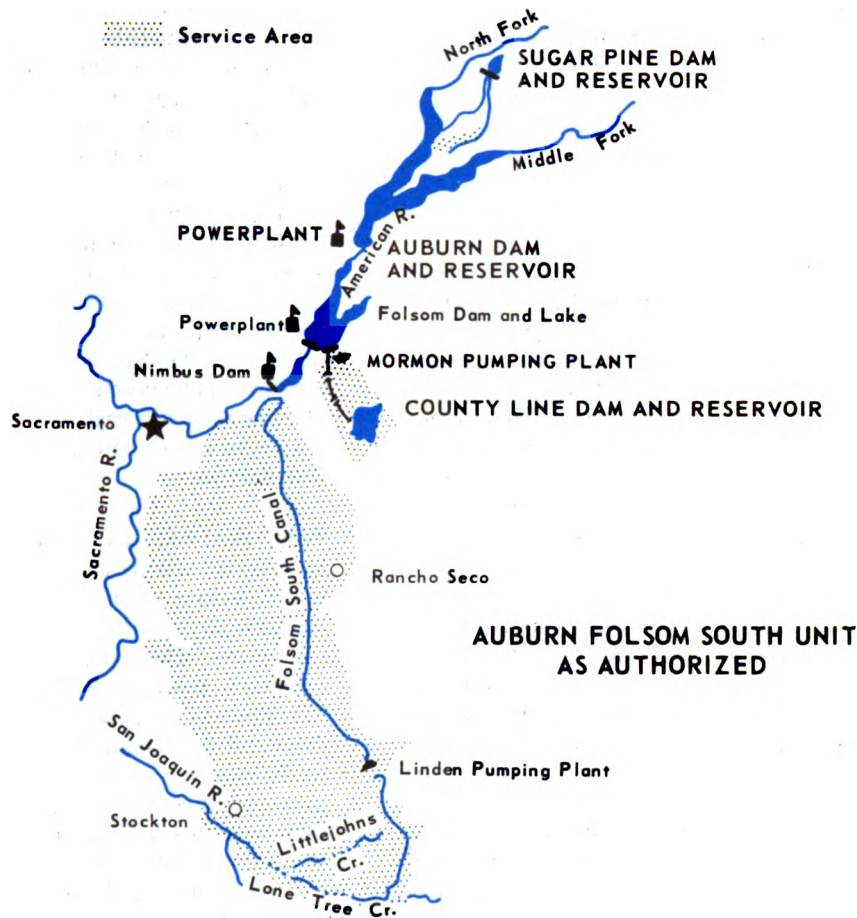 Service Area
North Fork
SUGAR PINE DAM
AND RESERVOIR
Middle Fork
POWERPLANT
American R.
AUBURN DAM
AND RESERVOIR
Powerplant
Folsom Dam and Lake
Nimbus Dam
MORMON PUMPING PLANT
COUNTY LINE DAM AND RESERVOIR
Sacramento
Sacramento R.
Folsom South Canal
Rancho Seco
AUBURN FOLSOM SOUTH UNIT
AS AUTHORIZED
San Joaquin R.
Linden Pumping Plant
Stockton
Littlejohns
Cr.
Lone Tree Cr.